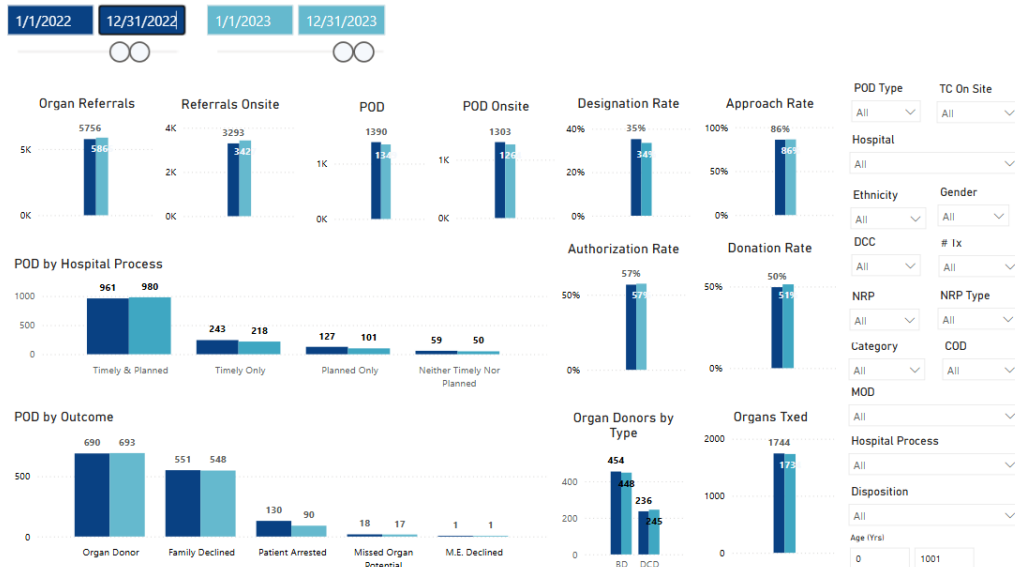 1/1/2022 12/31/2022 1/1/2023 12/31/2023
Organ Referrals
5756
586
5K
0K
Referrals Onsite
4K
3293
342
2K
0K
POD
1390
134
1K
0K
POD Onsite
1303
126
1K
0K
Designation Rate
40%
35%
34%
20%
0%
Approach Rate
100%
86%
86%
50%
0%
POD by Hospital Process
961 980
1000
243 218
127 101
59 50
500
0
Timely & Planned Timely Only Planned Only Neither Timely Nor
Planned
Authorization Rate
57%
57%
50%
0%
Donation Rate
50%
51%
50%
0%
POD by Outcome
690 693
551 548
130 90
18 17
1 1
500
0
Organ Donor Family Declined Patient Arrested Missed Organ M.E. Declined
Potential
Organ Donors by
Type
454
448
236
245
400
200
0
BD DCD
Organs Txed
2000
1744
173
1000
0
POD Type TC On Site
All All
Hospital
All
Ethnicity Gender
All All
DCC # Tx
All All
NRP NRP Type
All All
Category COD
All All
MOD
All
Hospital Process
All
Disposition
All
Age (Yrs)
0 1001